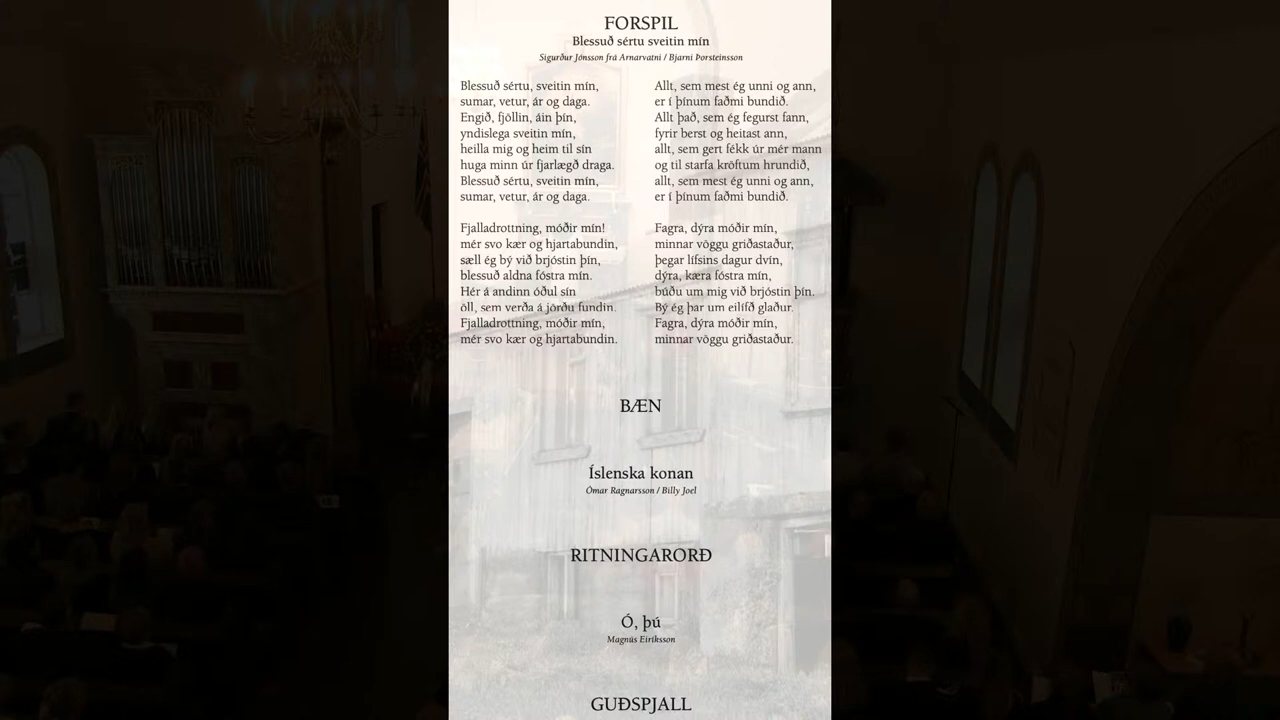 FORSPIL
Blessuð sértu sveitin mín
Sigurður Jónsson frá Arnarvatni / Bjarni Þorsteinsson
Blessuð sértu, sveitin mín,
sumar, vetur, ár og daga.
Engið, fjöllin, áin þín,
yndislega sveitin mín,
heilla mig og heim til sín
huga minn úr fjarlægð draga.
Blessuð sértu, sveitin mín,
sumar, vetur, ár og daga.
Fjalladrottning, móðir mín!
mér svo kær og hjartabundin,
sæll ég bý við brjóstin þín,
blessuð aldna fóstra mín.
Hér á andinn óðul sín
öll, sem verða á jörðu fundin.
Fjalladrottning, móðir mín,
mér svo kær og hjartabundin.
Allt, sem mest ég unni og ann,
er í þínum faðmi bundið.
Allt það, sem ég fegurst fann,
fyrir berst og heitast ann,
allt, sem gert fékk úr mér mann
og til starfa kröftum hrundið,
allt, sem mest ég unni og ann,
er í þínum faðmi bundið.
Fagra, dýra móðir mín,
minnar vöggu griðastaður,
þegar lífsins dagur dvín,
dýra, kæra fóstra mín,
búðu um mig við brjóstin þín.
Bý ég þar um eilífð glaður.
Fagra, dýra móðir mín,
minnar vöggu griðastaður.
BÆN
Íslenska konan
Ómar Ragnarsson / Billy Joel
RITNINGARORÐ
Ó, þú
Magnús Eiríksson
GUÐSPJALL